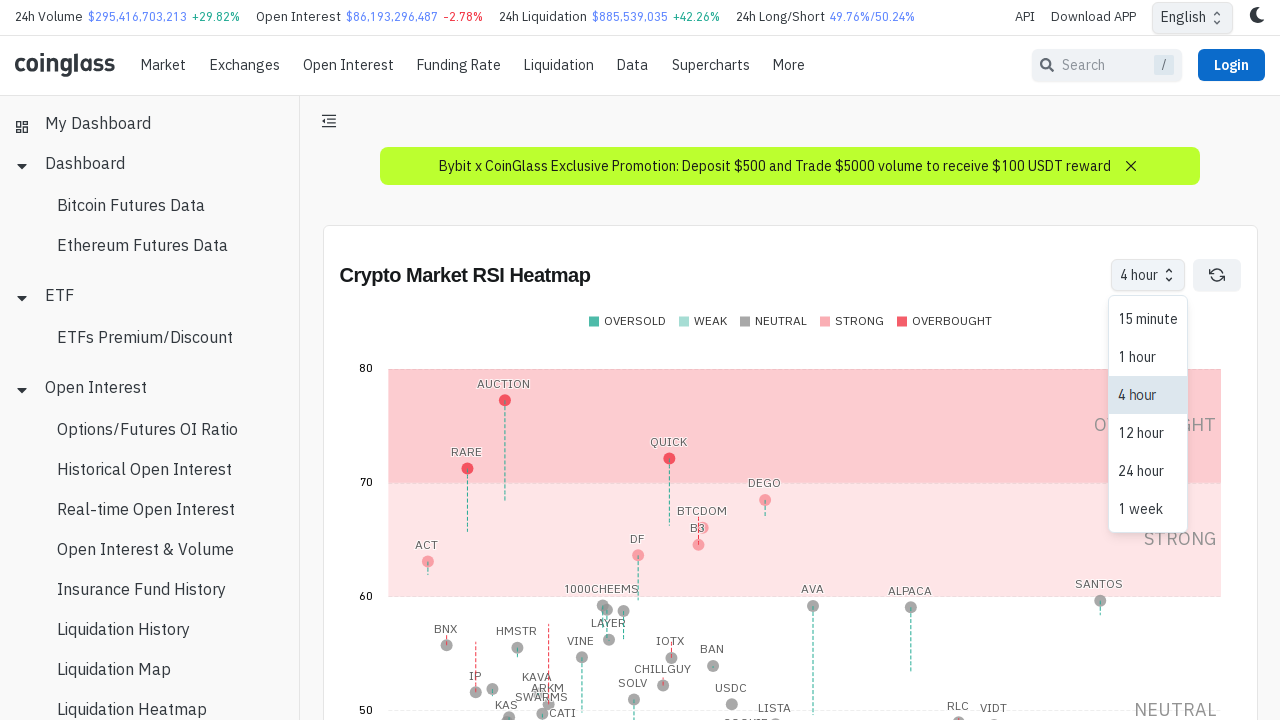 24h Volume $295,416,703,213 +29.82% Open Interest $86,193,296,487 -2.78% 24h Liquidation $885,539,035 +42.26% 24h Long/Short 49.76%/50.24% API Download APP English
coinglass Market Exchanges Open Interest Funding Rate Liquidation Data Supercharts More Search / Login
My Dashboard
Dashboard
Bitcoin Futures Data
Ethereum Futures Data
ETF
ETFs Premium/Discount
Open Interest
Options/Futures OI Ratio
Historical Open Interest
Real-time Open Interest
Open Interest & Volume
Insurance Fund History
Liquidation History
Liquidation Map
Liquidation Heatmap
Bybit x CoinGlass Exclusive Promotion: Deposit $500 and Trade $5000 volume to receive $100 USDT reward
Crypto Market RSI Heatmap
4 hour
15 minute
1 hour
4 hour
12 hour
24 hour
1 week
OVERSOLD WEAK NEUTRAL STRONG OVERBOUGHT
80
AUCTION
QUICK
RARE
70
DEGO
BTCDOM
B3
DF
ACT
STRONG
60
1000CHEEMS
AVA
ALPACA
SANTOS
LAYER
BNX
HMSTR
VINE
IOTX
BAN
CHILLGUY
IP
KAVA
ARKM
SWARMS
SOLV
USDC
KAS
CATI
LISTA
RLC
VIDT
50
NEUTRAL